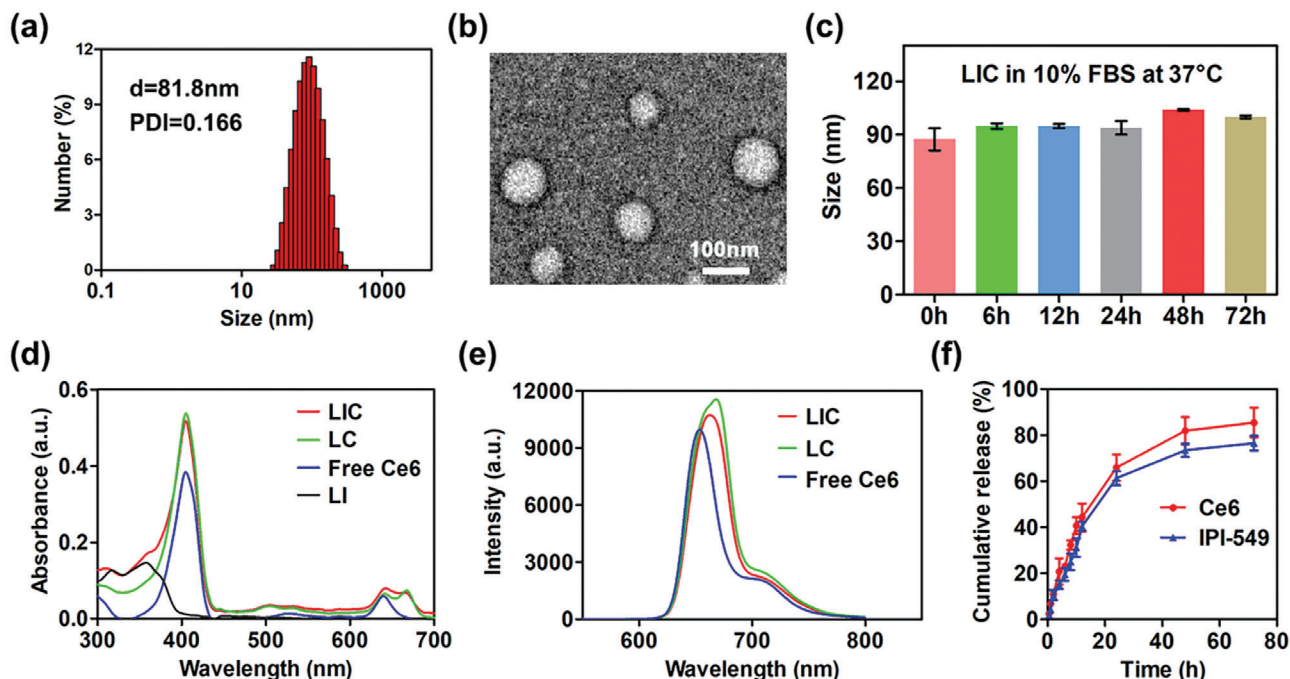 (a)
12
9
6
3
0
Number (%)
d=81.8nm
PDI=0.166
0.1
10
1000
Size (nm)
(b)
100nm
(c)
120
90
60
30
0
Size (nm)
LIC in 10% FBS at 37°C
0h
6h
12h
24h
48h
72h
(d)
0.6
0.4
0.2
0.0
Absorbance (a.u.)
LIC
LC
Free Ce6
LI
300
400
500
600
700
Wavelength (nm)
(e)
12000
9000
6000
3000
0
Intensity (a.u.)
LIC
LC
Free Ce6
600
700
800
Wavelength (nm)
(f)
100
80
60
40
20
0
Cumulative release (%)
Ce6
IPI-549
0
20
40
60
80
Time (h)